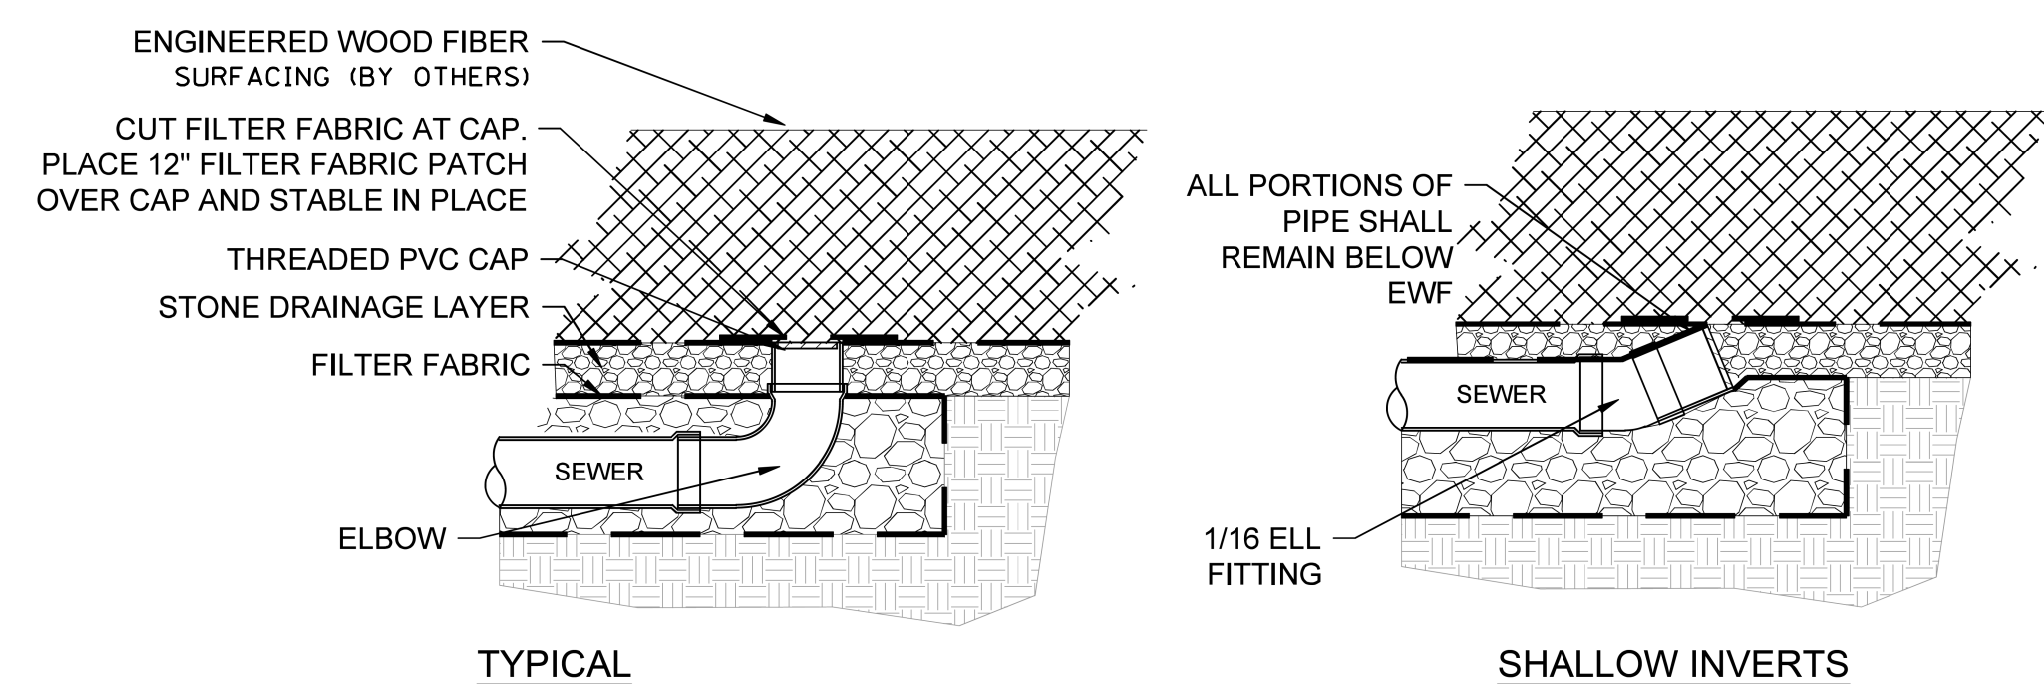 ENGINEERED WOOD FIBER
SURFACING (BY OTHERS)
CUT FILTER FABRIC AT CAP.
PLACE 12" FILTER FABRIC PATCH
OVER CAP AND STABLE IN PLACE
THREADED PVC CAP
STONE DRAINAGE LAYER
FILTER FABRIC
SEWER
ELBOW
TYPICAL
ALL PORTIONS OF
PIPE SHALL
REMAIN BELOW
EWF
SEWER
1/16 ELL
FITTING
SHALLOW INVERTS